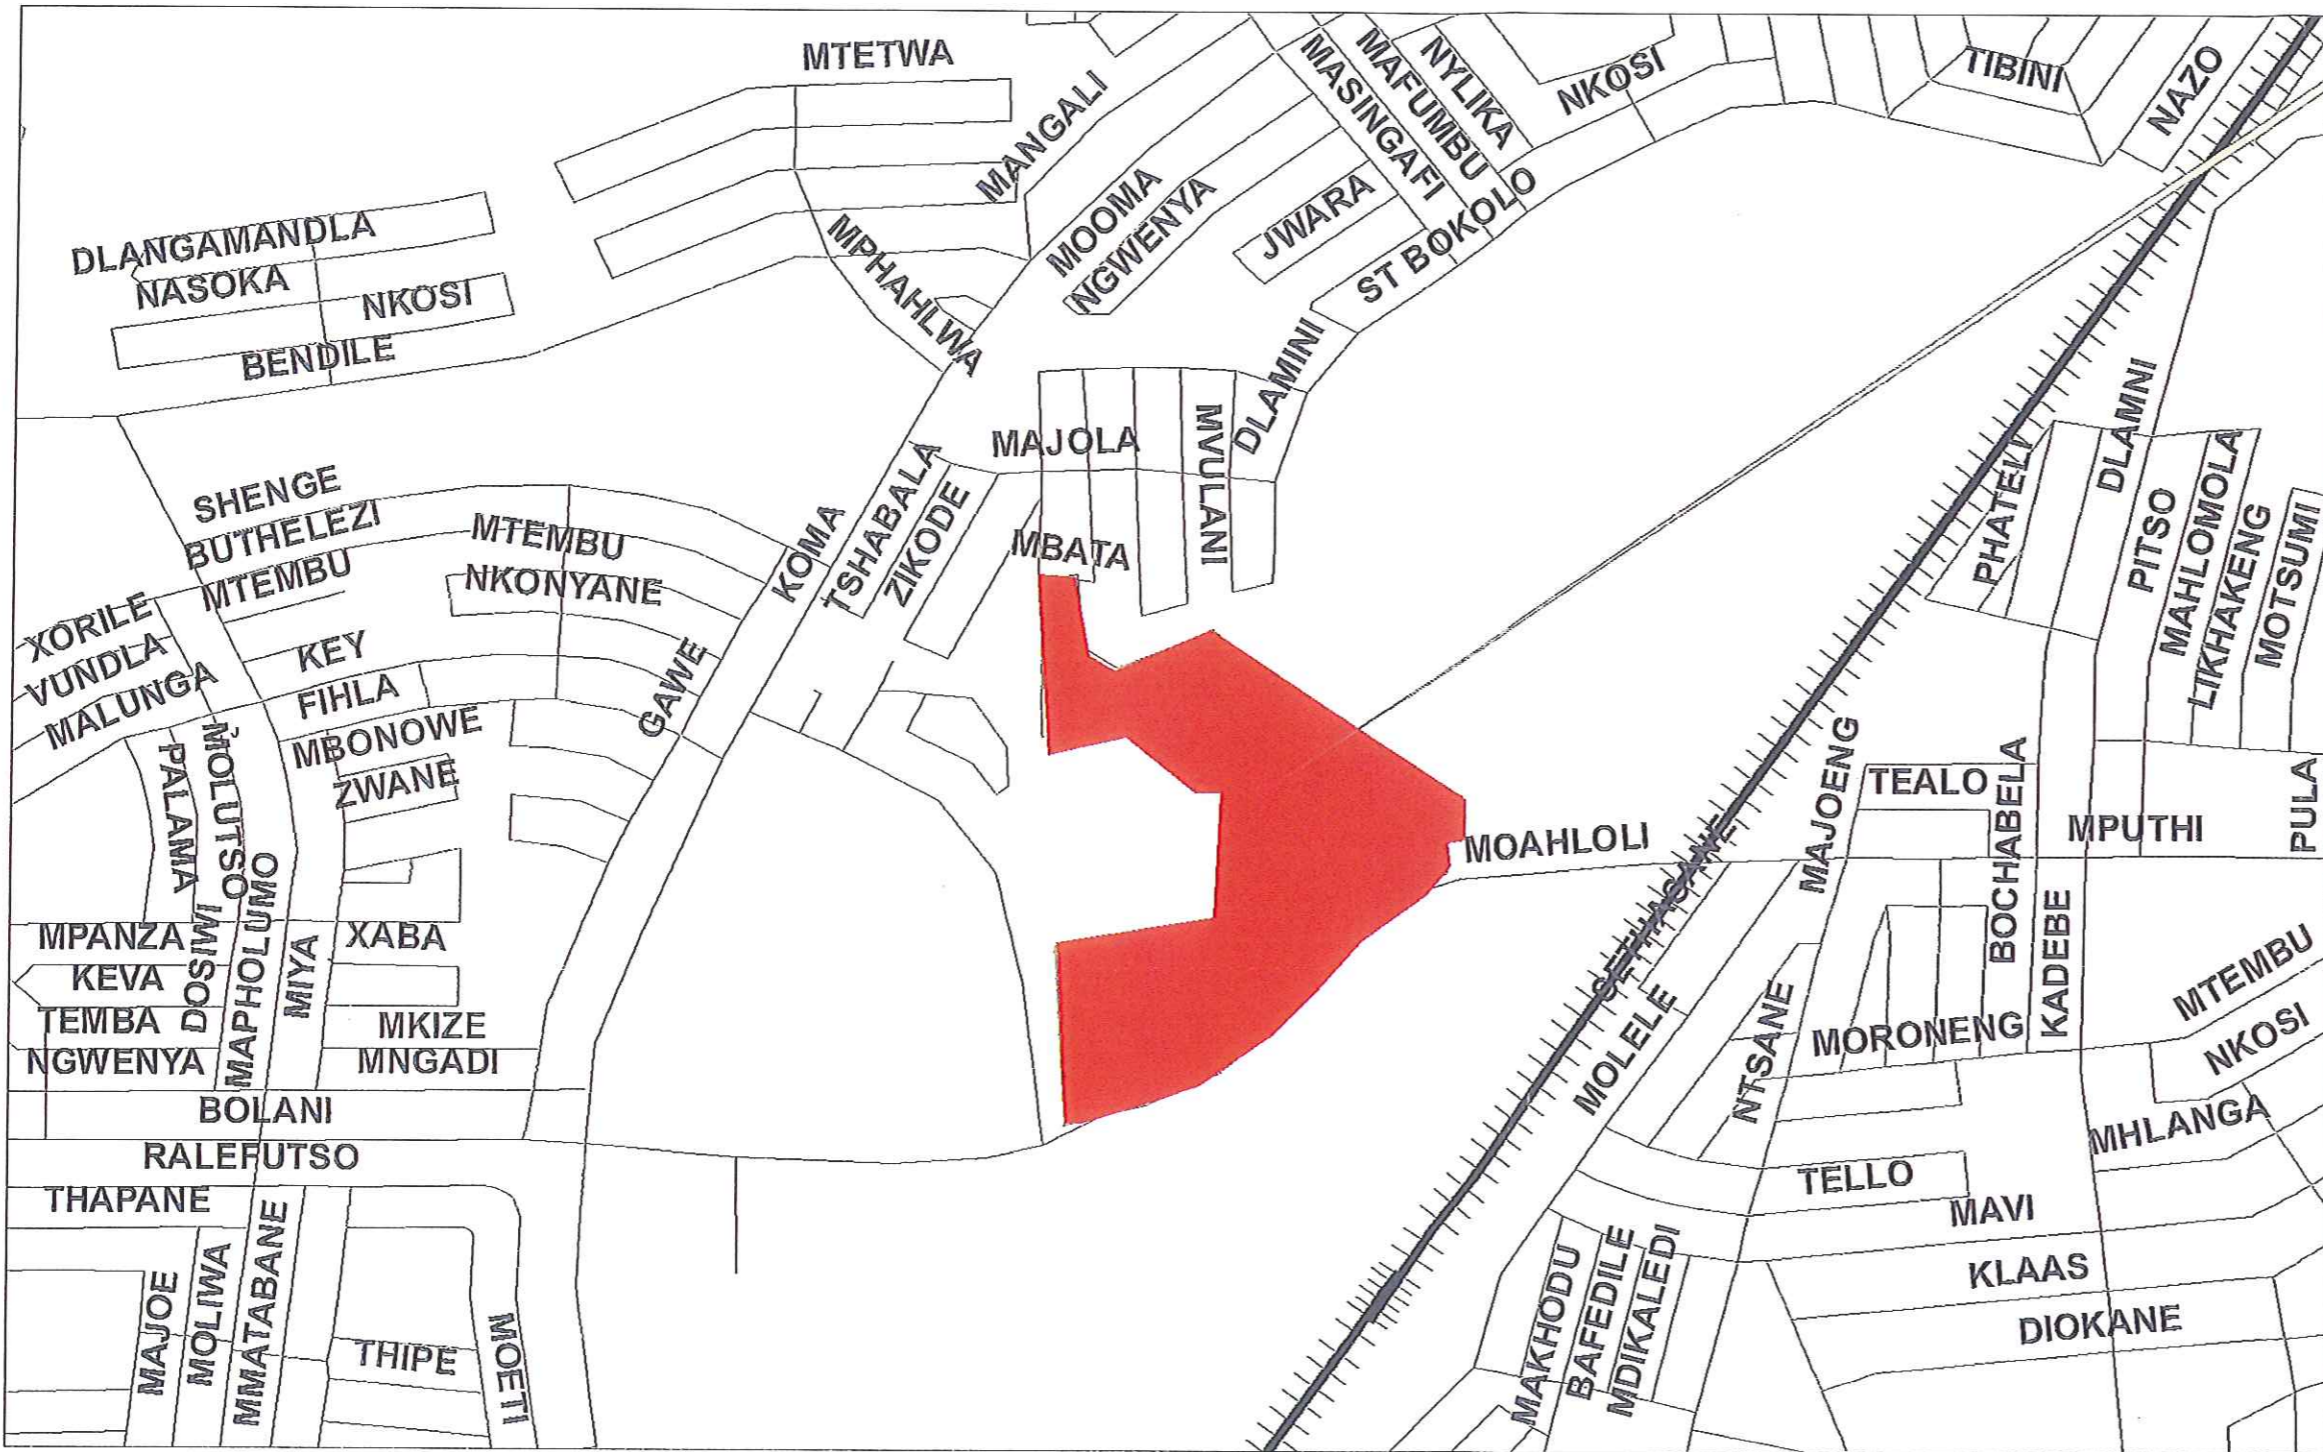 MTETWA
MANGALI
MASINGAFI
MAFUMBU
NYLIKA
NKOSI
TIBINI
NAZO
DLANGAMANDLA
NASOKA
NKOSI
BENDILE
MPHAHLWA
MOOMA
NGWENYA
JWARA
ST BOKOLO
DLAMINI
MAJOLA
MVULANI
MBATA
SHENGE
BUTHELEZI
MTEMBU
MTEMBU
NKONYANE
KOMA
TSHABALA
ZIKODE
GAWE
XORILE
VUNDLA
MALUNGA
KEY
FIHLA
MBONOWE
ZWANE
PALAMA
MOLUTSO
DOSIWI
MAPHOLUMO
MIYA
MPANZA
KEVA
TEMBA
NGWENYA
XABA
MKIZE
MNGADI
BOLANI
RALEFUTSO
THAPANE
MAJOE
MOLIWA
MMATABANE
THIPE
MOETI
PHATELI
DLAMNI
PITSO
MAHLOMOLA
LIKHAKENG
MOTSUMI
MAJOENG
TEALO
BOCHABELA
MPUTHI
PULA
MOAHLOLI
SETHAGANE
MOLELE
NTSANE
MORONENG
KADEBE
MTEMBU
NKOSI
MHLANGA
TELLO
MAVI
KLAAS
DIOKANE
MAKHODU
BAFEDILE
MDIKALEDI